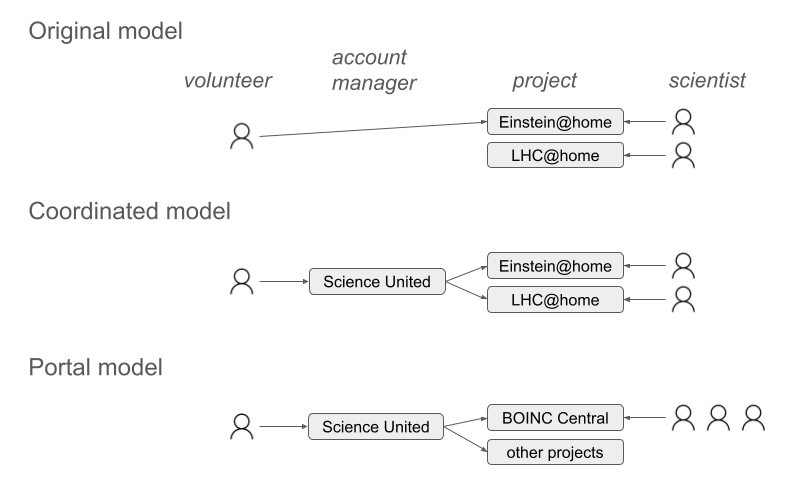 Original model
volunteer
account
manager
project
scientist
Einstein@home
LHC@home
Coordinated model
Science United
Einstein@home
LHC@home
Portal model
Science United
BOINC Central
other projects